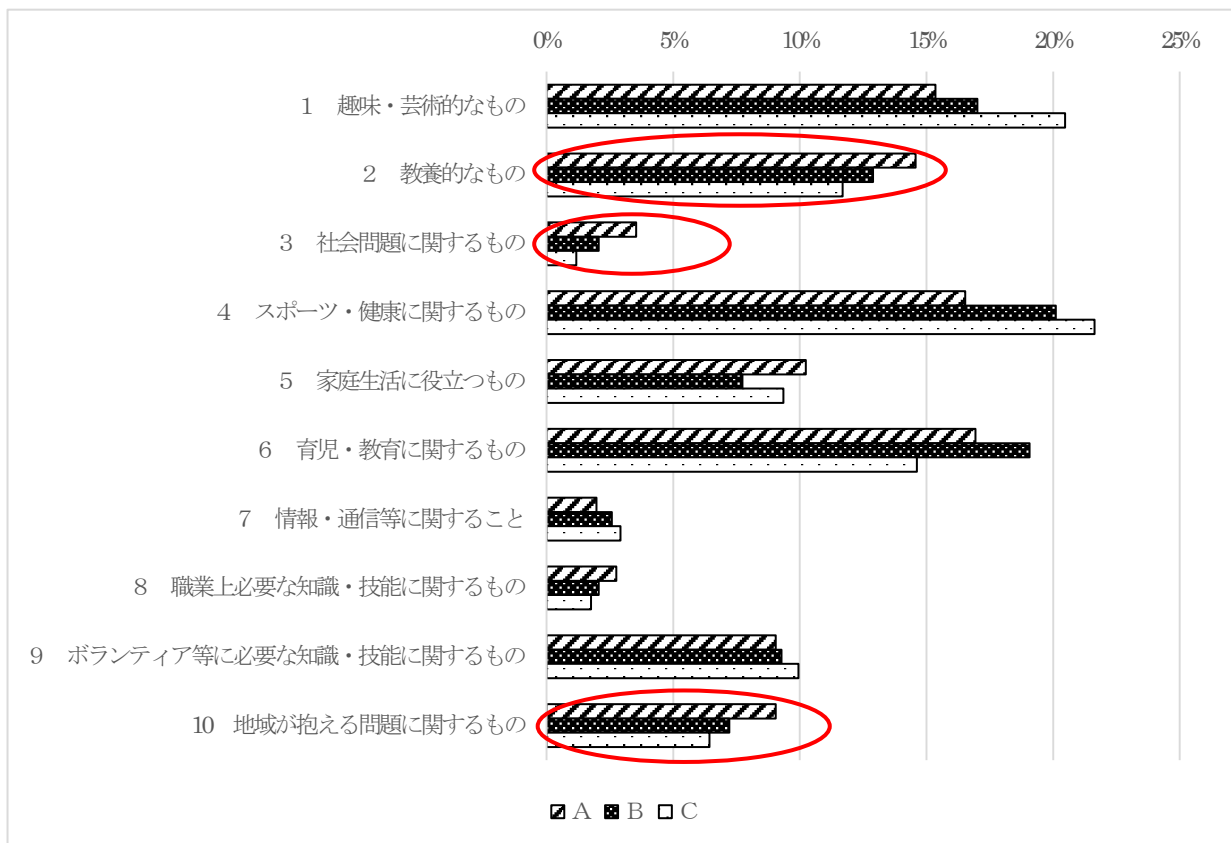 0% 5% 10% 15% 20% 25%
1 趣味・芸術的なもの
2 教養的なもの
3 社会問題に関するもの
4 スポーツ・健康に関するもの
5 家庭生活に役立つもの
6 育児・教育に関するもの
7 情報・通信等に関すること
8 職業上必要な知識・技能に関するもの
9 ボランティア等に必要な知識・技能に関するもの
10 地域が抱える問題に関するもの
A B C